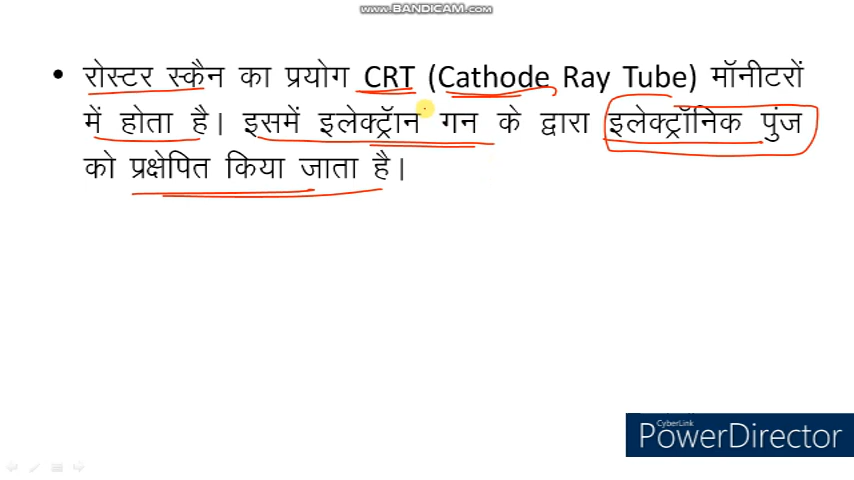 www.BANDICAM.com
• रोस्टर स्कैन का प्रयोग CRT (Cathode Ray Tube) मॉनीटरों
में होता है। इसमें इलेक्ट्रॉन गन के द्वारा इलेक्ट्रॉनिक पुंज
को प्रक्षेपित किया जाता है।
CyberLink
PowerDirector